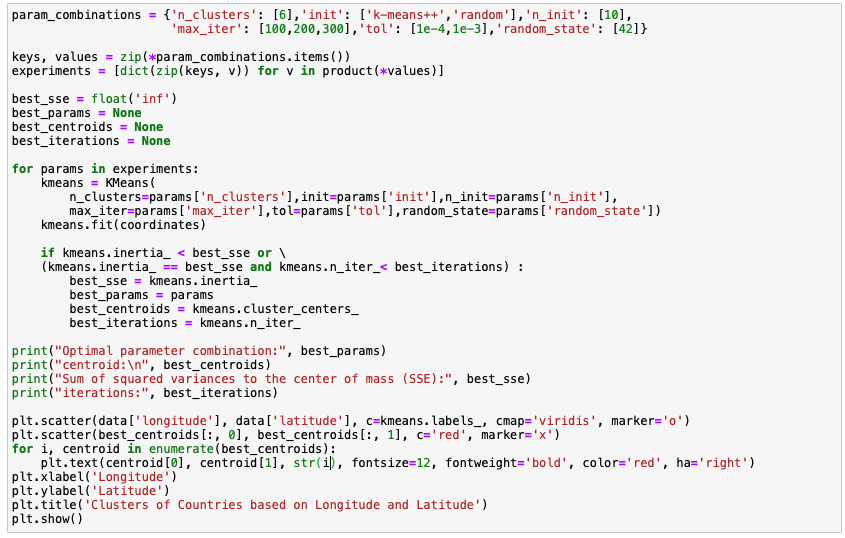 param_combinations = {'n_clusters': [6],'init': ['k-means++','random'],'n_init': [10],
                      'max_iter': [100,200,300],'tol': [1e-4,1e-3],'random_state': [42]}

keys, values = zip(*param_combinations.items())
experiments = [dict(zip(keys, v)) for v in product(*values)]

best_sse = float('inf')
best_params = None
best_centroids = None
best_iterations = None

for params in experiments:
    kmeans = KMeans(
        n_clusters=params['n_clusters'],init=params['init'],n_init=params['n_init'],
        max_iter=params['max_iter'],tol=params['tol'],random_state=params['random_state'])
    kmeans.fit(coordinates)

    if kmeans.inertia_ < best_sse or \
    (kmeans.inertia_ == best_sse and kmeans.n_iter_< best_iterations) :
        best_sse = kmeans.inertia_
        best_params = params
        best_centroids = kmeans.cluster_centers_
        best_iterations = kmeans.n_iter_

print("Optimal parameter combination:", best_params)
print("centroid:\n", best_centroids)
print("Sum of squared variances to the center of mass (SSE):", best_sse)
print("iterations:", best_iterations)

plt.scatter(data['longitude'], data['latitude'], c=kmeans.labels_, cmap='viridis', marker='o')
plt.scatter(best_centroids[:, 0], best_centroids[:, 1], c='red', marker='x')
for i, centroid in enumerate(best_centroids):
    plt.text(centroid[0], centroid[1], str(i), fontsize=12, fontweight='bold', color='red', ha='right')
plt.xlabel('Longitude')
plt.ylabel('Latitude')
plt.title('Clusters of Countries based on Longitude and Latitude')
plt.show()